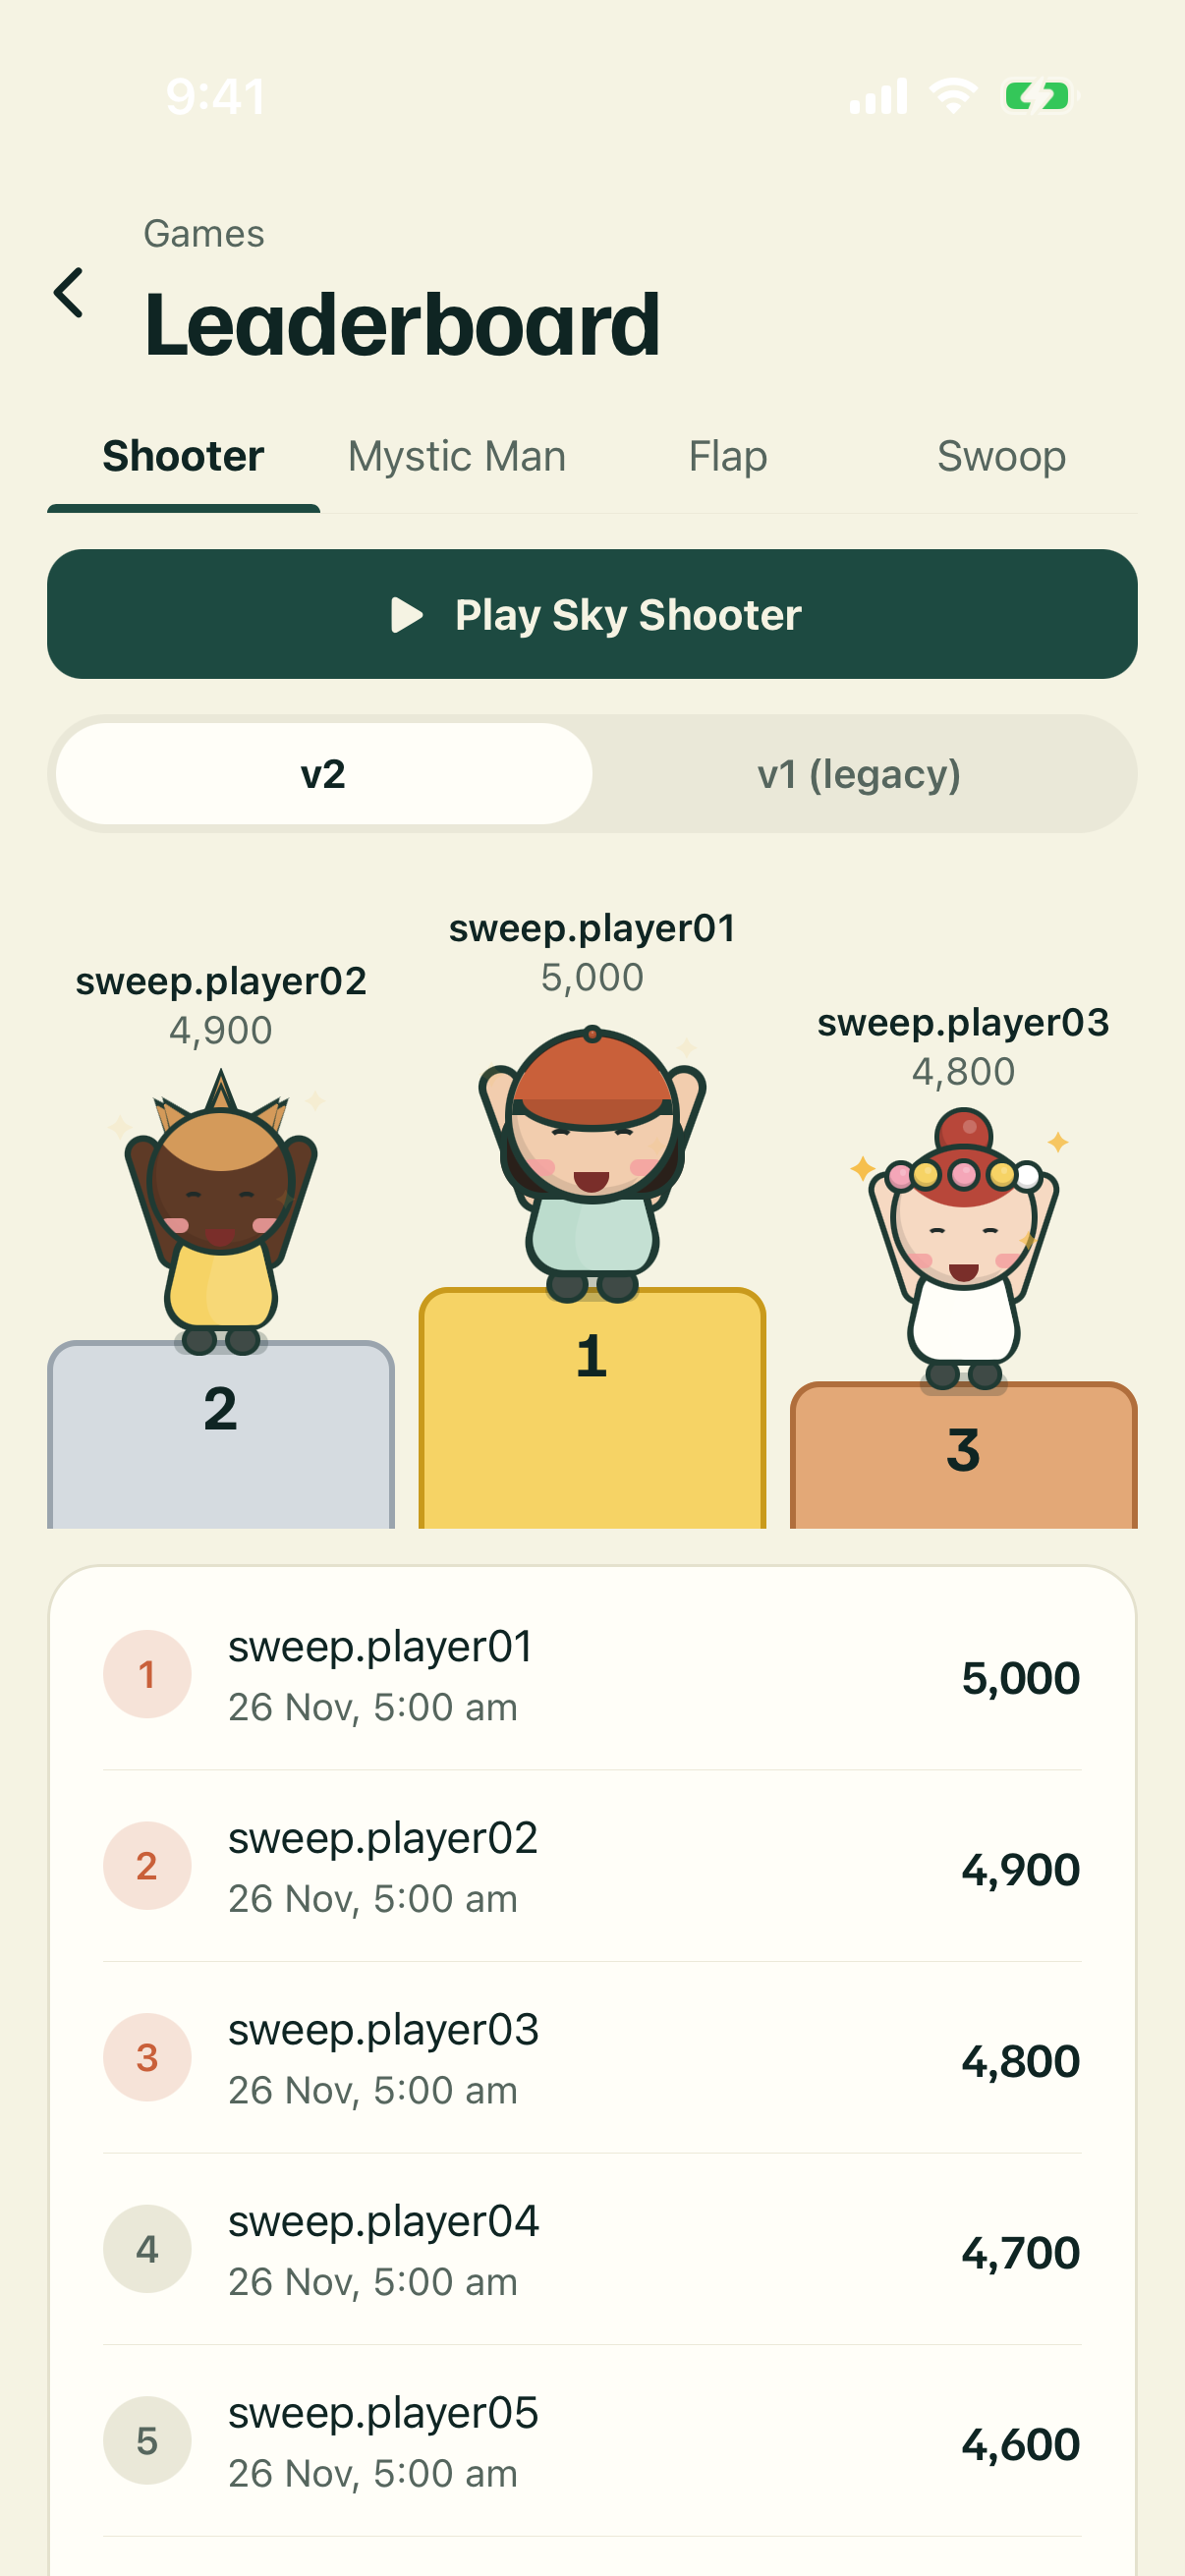 9:41
Games
Leaderboard
Shooter Mystic Man Flap Swoop
Play Sky Shooter
v2 v1 (legacy)
sweep.player01
5,000
sweep.player02
4,900
sweep.player03
4,800
1
2
3
1 sweep.player01
26 Nov, 5:00 am
5,000
2 sweep.player02
26 Nov, 5:00 am
4,900
3 sweep.player03
26 Nov, 5:00 am
4,800
4 sweep.player04
26 Nov, 5:00 am
4,700
5 sweep.player05
26 Nov, 5:00 am
4,600